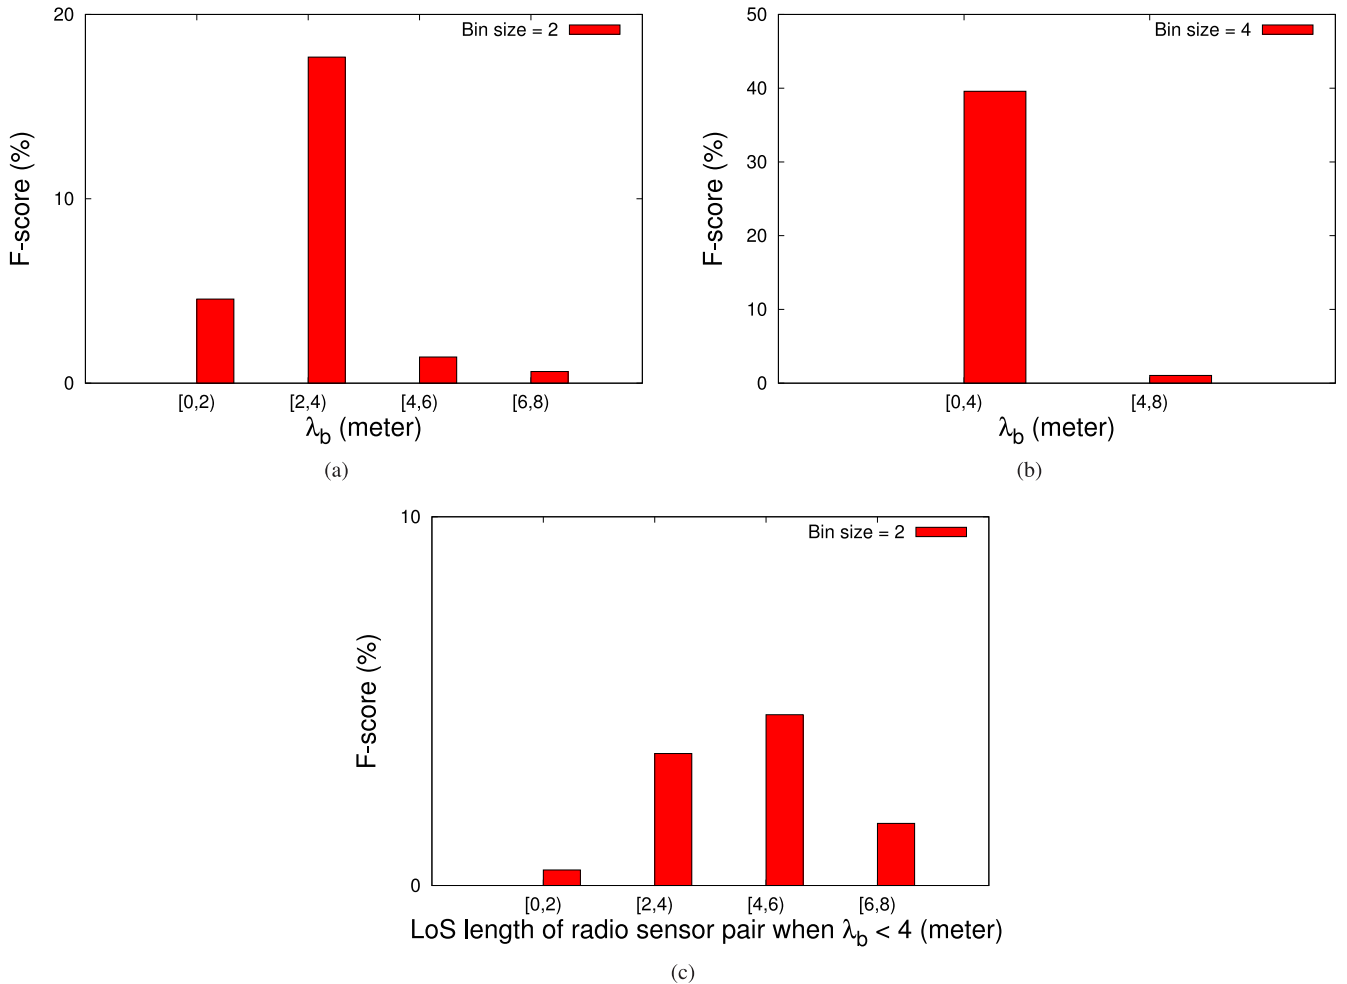 20
Bin size = 2
10
0
F-score (%)
[0,2) [2,4) [4,6) [6,8)
λb (meter)
(a)
50
Bin size = 4
40
30
20
10
0
F-score (%)
[0,4) [4,8)
λb (meter)
(b)
10
Bin size = 2
0
F-score (%)
[0,2) [2,4) [4,6) [6,8)
LoS length of radio sensor pair when λb < 4 (meter)
(c)